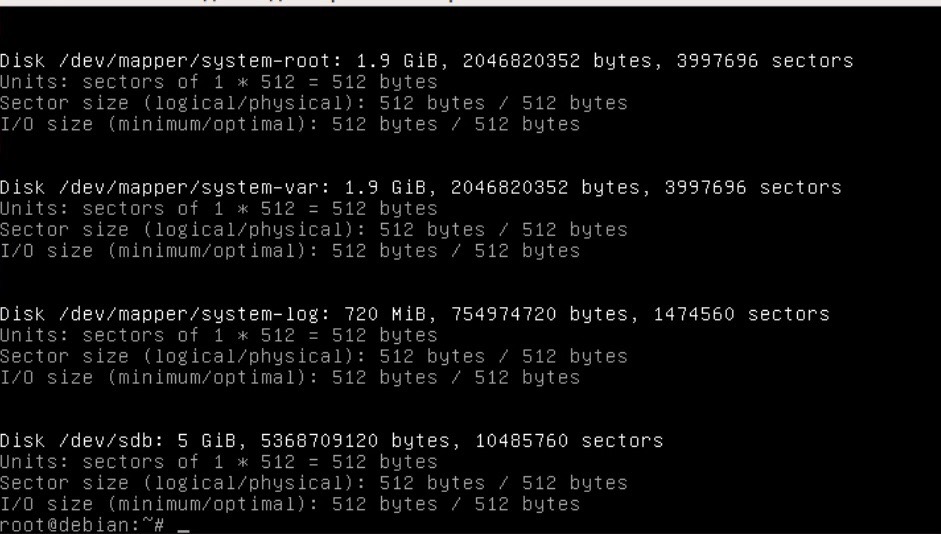 Disk /dev/mapper/system-root: 1.9 GiB, 2046820352 bytes, 3997696 sectors
Units: sectors of 1 * 512 = 512 bytes
Sector size (logical/physical): 512 bytes / 512 bytes
I/O size (minimum/optimal): 512 bytes / 512 bytes
Disk /dev/mapper/system-var: 1.9 GiB, 2046820352 bytes, 3997696 sectors
Units: sectors of 1 * 512 = 512 bytes
Sector size (logical/physical): 512 bytes / 512 bytes
I/O size (minimum/optimal): 512 bytes / 512 bytes
Disk /dev/mapper/system-log: 720 MiB, 754974720 bytes, 1474560 sectors
Units: sectors of 1 * 512 = 512 bytes
Sector size (logical/physical): 512 bytes / 512 bytes
I/O size (minimum/optimal): 512 bytes / 512 bytes
Disk /dev/sdb: 5 GiB, 5368709120 bytes, 10485760 sectors
Units: sectors of 1 * 512 = 512 bytes
Sector size (logical/physical): 512 bytes / 512 bytes
I/O size (minimum/optimal): 512 bytes / 512 bytes
root@debian:~# _